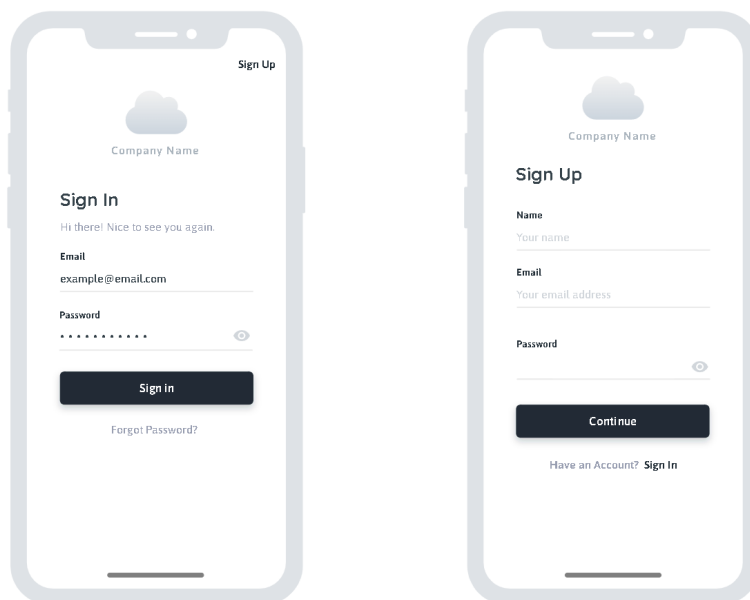 Sign Up
Company Name
Sign In
Hi there! Nice to see you again.
Email
example@email.com
Password
• • • • • • • • • • •
Sign in
Forgot Password?
Company Name
Sign Up
Name
Your name
Email
Your email address
Password
Continue
Have an Account? Sign In